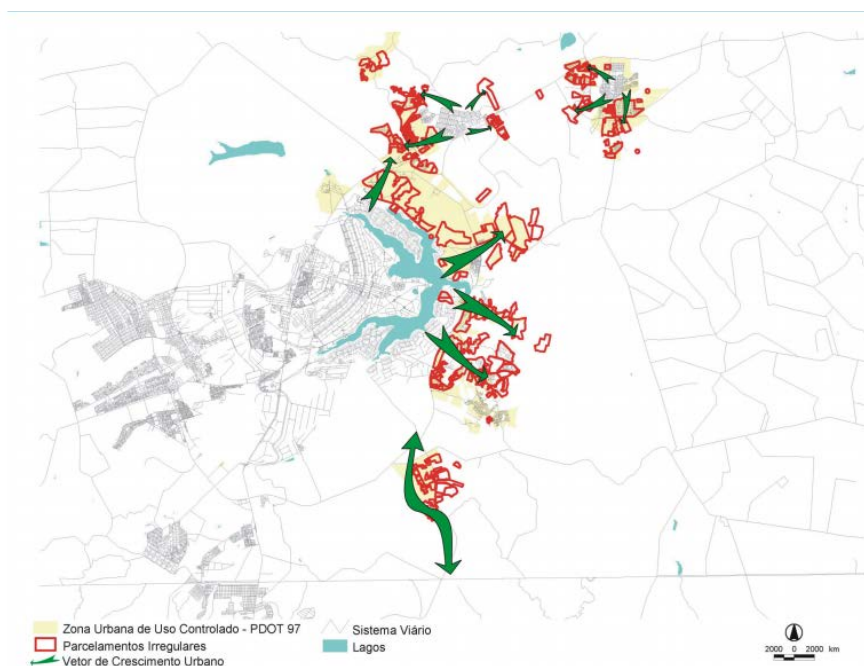 Zona Urbana de Uso Controlado - PDOT 97
Parcelamentos Irregulares
Vetor de Crescimento Urbano
Sistema Viário
Lagos
2000 0 2000 km